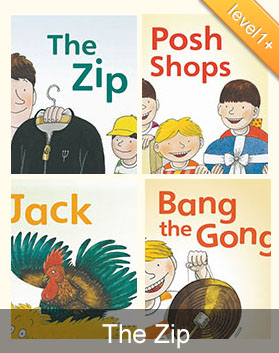 level1+
The
Zip
Posh
Shops
Jack
Bang
the Gong
The Zip